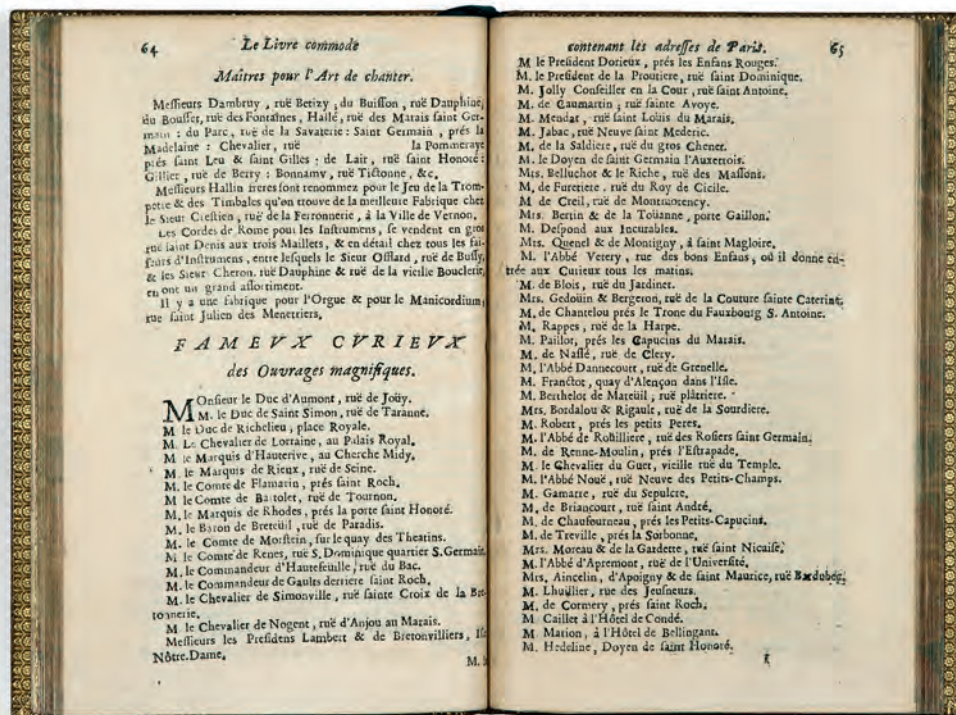 64 Le Livre commode
Maîtres pour l'Art de chanter.
Meſſieurs Dambruy, ruë Betizy; du Buiſſon, ruë Dauphine,
du Bouſſet, ruë des Fontaînes, Hailé, ruë des Marais ſaint Ger-
main: du Parc, ruë de la Savaterie: Saint Germain, prés la
Madelaine: Chevalier, ruë la Pommeraye
prés ſaint Leu & ſaint Gilles: de Lait, ruë ſaint Honoré:
Gillier, ruë de Berry: Bonnamy, ruë Tictonne, &c.
Meſſieurs Hallin freres ſont renommez pour le Jeu de la Trom-
pette & des Timbales qu'on trouve de la meilleure Fabrique chez
le Sieur Creſtien, ruë de la Ferronnerie, à la Ville de Vernon.
Les Cordes de Rome pour les Inſtrumens, ſe vendent en gros
ruë ſaint Denis aux trois Maillets, & en détail chez tous les fai-
ſeurs d'Inſtrumens, entre leſquels le Sieur Offlard, ruë de Buſſy,
& les Sieur Cheron. ruë Dauphine & ruë de la vieille Bouclerie,
en ont un grand aſſortiment.
Il y a une fabrique pour l'Orgue & pour le Manicordium,
rue ſaint Julien des Menetriers.
FAMEVX CVRIEVX
des Ouvrages magnifiques.
MOnſieur le Duc d'Aumont, ruë de Joüy.
M. le Duc de Saint Simon, ruë de Taranne.
M le Duc de Richelieu, place Royale.
M. Le Chevalier de Lorraine, au Palais Royal.
M le Marquis d'Hauterive, au Cherche Midy.
M. le Marquis de Rieux, ruë de Seine.
M. le Comte de Flamarin, prés ſaint Roch.
M le Comte de Bartolet, ruë de Tournon.
M. le Marquis de Rhodes, prés la porte ſaint Honoré.
M. le Baron de Breteüil, ruë de Paradis.
M. le Comte de Morſtein, ſur le quay des Theatins.
M le Comte de Renes, ruë S. Dominique quartier S. Germain.
M. le Commandeur d'Hautefeuille, ruë du Bac.
M. le Commandeur de Gaults derriere ſaint Roch.
M. le Chevalier de Simonville, ruë ſainte Croix de la Bre-
tonnerie.
M. le Chevalier de Nogent, ruë d'Anjou au Marais.
Meſſieurs les Preſidens Lambert & de Bretonvilliers, Iſle
Nôtre-Dame.
M. le
contenant les adreſſes de Paris. 65
M le Preſident Dorieux, prés les Enfans Rouges.
M. le Preſident de la Proutiere, ruë ſaint Dominique.
M. Jolly Conſeiller en la Cour, ruë ſaint Antoine.
M. de Caumartin; ruë ſainte Avoye.
M. Mendat, ruë ſaint Loüis du Marais.
M. Jabac, ruë Neuve ſaint Mederic.
M. de la Saldiere, ruë du gros Chenet.
M. le Doyen de ſaint Germain l'Auxerrois.
Mrs. Belluchot & le Riche, ruë des Maſſons.
M, de Furetiere. ruë du Roy de Cicile.
M de Creil, ruë de Montmorency.
Mrs. Bertin & de la Toüanne, porte Gaillon.
M. Deſpond aux Incurables.
Mrs. Quenel & de Montigny, à ſaint Magloire,
M. l'Abbé Verery, rue des bons Enfans, où il donne en-
trée aux Curieux tous les matins.
M. de Blois, ruë du Jardinet.
Mrs. Gedoüin & Bergeron, ruë de la Couture ſainte Caterine.
M. de Chantelou prés le Trone du Fauxbourg S. Antoine.
M. Rappes, ruë de la Harpe.
M. Paillot, prés les Capucins du Marais.
M. de Naſſé, ruë de Clery.
M. l'Abbé Dannecourt, ruë de Grenelle.
M. Franctot, quay d'Alençon dans l'Iſle.
M. Berthelot de Mareüil, ruë plâtriere.
Mrs. Bordalou & Rigault, ruë de la Sourdiere.
M. Robert, prés les petits Peres.
M. l'Abbé de Robilliere, ruë des Roſiers ſaint Germain.
M. de Renne-Moulin, prés l'Eſtrapade.
M. le Chevalier du Guet, vieille ruë du Temple.
M. l'Abbé Nouë, ruë Neuve des Petits-Champs.
M. Gamarre, ruë du Sepulcre.
M. de Briancourt, ruë ſaint André.
M. de Chaufourneau, prés les Petits-Capucins.
M. de Treville, prés la Sorbonne.
Mrs. Moreau & de la Gardette, ruë ſaint Nicaiſe.
M. l'Abbé d'Apremont, ruë de l'Univerſité.
Mrs, Aincelin, d'Apoigny & de ſaint Maurice, ruë
M. Lhuillier, rue des Jeuſneurs.
M. de Cormery, prés ſaint Roch.
M Caillet à l'Hôtel de Condé.
M Marion, à l'Hôtel de Bellingant.
M. Hedeline, Doyen de ſaint Honoré.